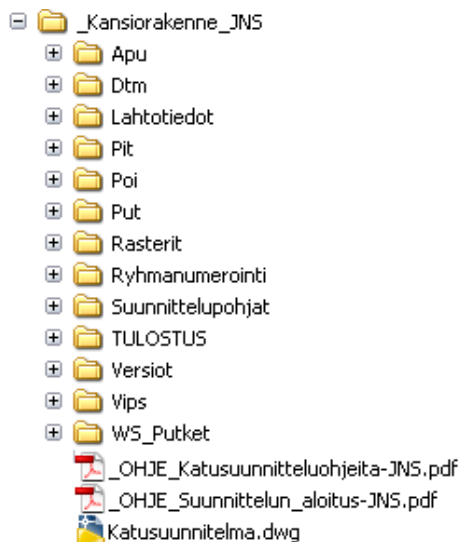 _Kansiorakenne_JNS
Apu
Dtm
Lahtotiedot
Pit
Poi
Put
Rasterit
Ryhmanumerointi
Suunnittelupohjat
TULOSTUS
Versiot
Vips
WS_Putket
_OHJE_Katusuunnitteluohjeita-JNS.pdf
_OHJE_Suunnittelun_aloitus-JNS.pdf
Katusuunnitelma.dwg